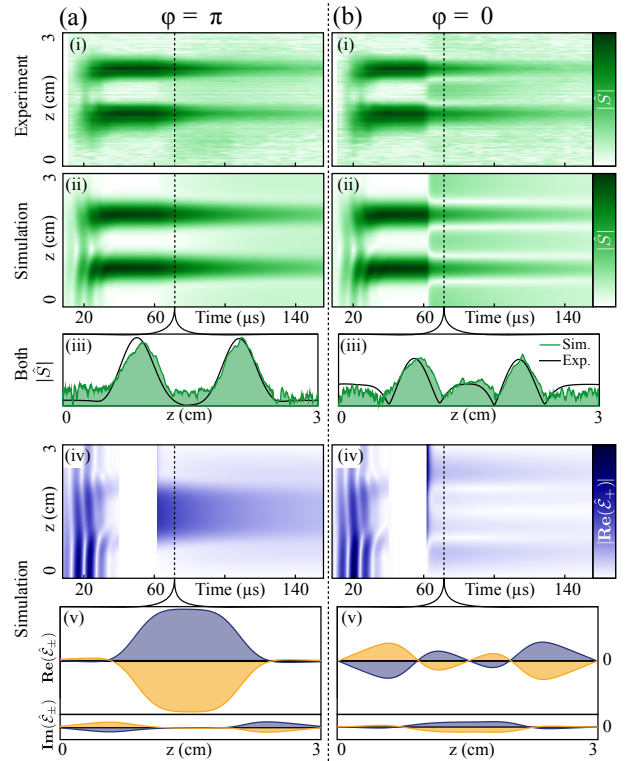 (a) φ = π
(b) φ = 0
Experiment
z (cm)
3
0
(i)
(i)
|Ŝ|
Simulation
z (cm)
3
0
(ii)
(ii)
|Ŝ|
20 60 Time (µs) 140
20 60 Time (µs) 140
Both
|Ŝ|
(iii)
(iii)
Sim.
Exp.
0 z (cm) 3
0 z (cm) 3
Simulation
z (cm)
3
0
(iv)
(iv)
|Re(ℰ̂±)|
20 60 Time (µs) 140
20 60 Time (µs) 140
Re(ℰ̂±)
(v)
(v)
0
Im(ℰ̂±)
0
0 z (cm) 3
0 z (cm) 3